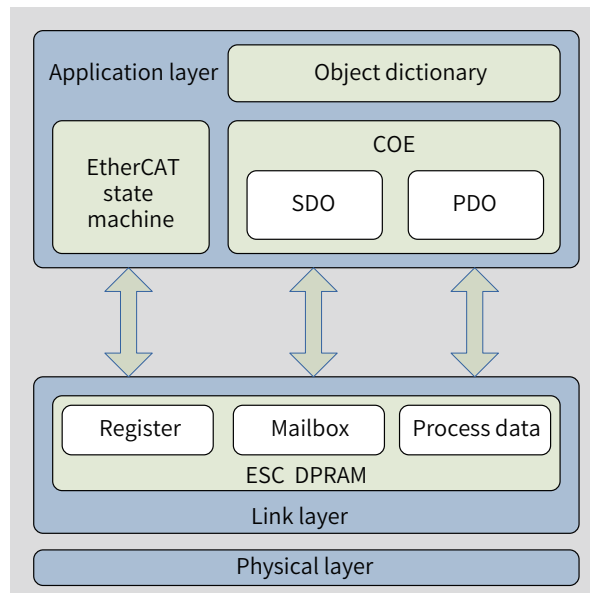 Application layer
Object dictionary
EtherCAT
state
machine
COE
SDO
PDO
Register
Mailbox
Process data
ESC DPRAM
Link layer
Physical layer